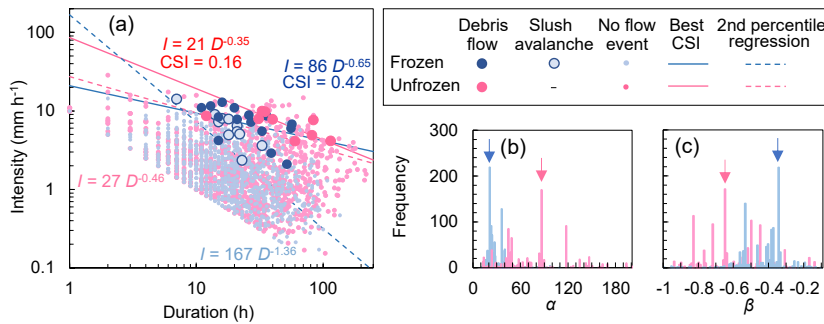 (a)
I = 21 D-0.35
CSI = 0.16
I = 86 D-0.65
CSI = 0.42
I = 27 D-0.46
I = 167 D-1.36
100
10
1
0.1
Intensity (mm h-1)
1
10
100
Duration (h)
Debris flow
Slush avalanche
No flow event
Best CSI
2nd percentile regression
Frozen
Unfrozen
–
(b)
300
200
100
0
Frequency
0
60
120
180
α
(c)
-1
-0.8
-0.6
-0.4
-0.2
β